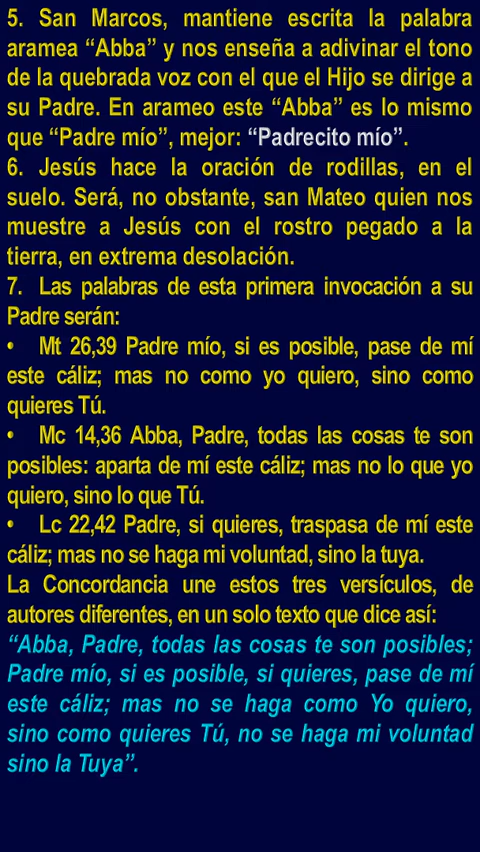 5. San Marcos, mantiene escrita la palabra
aramea “Abba” y nos enseña a adivinar el tono
de la quebrada voz con el que el Hijo se dirige a
su Padre. En arameo este “Abba” es lo mismo
que “Padre mío”, mejor: “Padrecito mío”.
6. Jesús hace la oración de rodillas, en el
suelo. Será, no obstante, san Mateo quien nos
muestre a Jesús con el rostro pegado a la
tierra, en extrema desolación.
7. Las palabras de esta primera invocación a su
Padre serán:
• Mt 26,39 Padre mío, si es posible, pase de mí
este cáliz; mas no como yo quiero, sino como
quieres Tú.
• Mc 14,36 Abba, Padre, todas las cosas te son
posibles: aparta de mí este cáliz; mas no lo que yo
quiero, sino lo que Tú.
• Lc 22,42 Padre, si quieres, traspasa de mí este
cáliz; mas no se haga mi voluntad, sino la tuya.
La Concordancia une estos tres versículos, de
autores diferentes, en un solo texto que dice así:
“Abba, Padre, todas las cosas te son posibles;
Padre mío, si es posible, si quieres, pase de mí
este cáliz; mas no se haga como Yo quiero,
sino como quieres Tú, no se haga mi voluntad
sino la Tuya”.